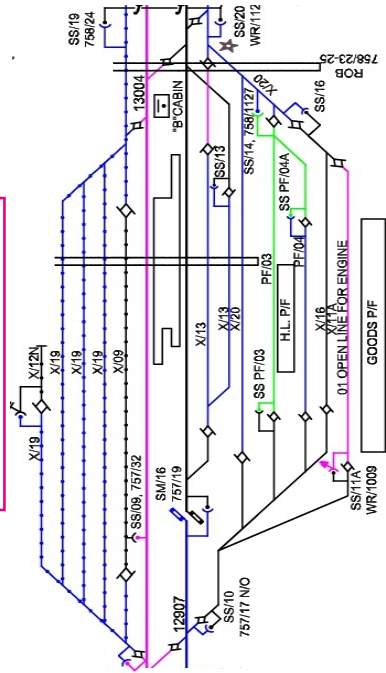 SS/19
758/24
SS/20
WR/112
ROB
758/23-25
13004
"B"CABIN
X/20
SS/16
SS/14, 758/1127
SS/13
SS PF/04A
PF/04
PF/03
H.L. P/F
GOODS P/F
X/12N
X/19
X/19
X/19
X/19
X/09
X/13
X/13
X/20
X/16
X/11A
01 OPEN LINE FOR ENGINE
X/19
SS PF/03
SS/09, 757/32
SM/16
757/19
SS/11A
WR/1009
12907
SS/10
757/17 N/O